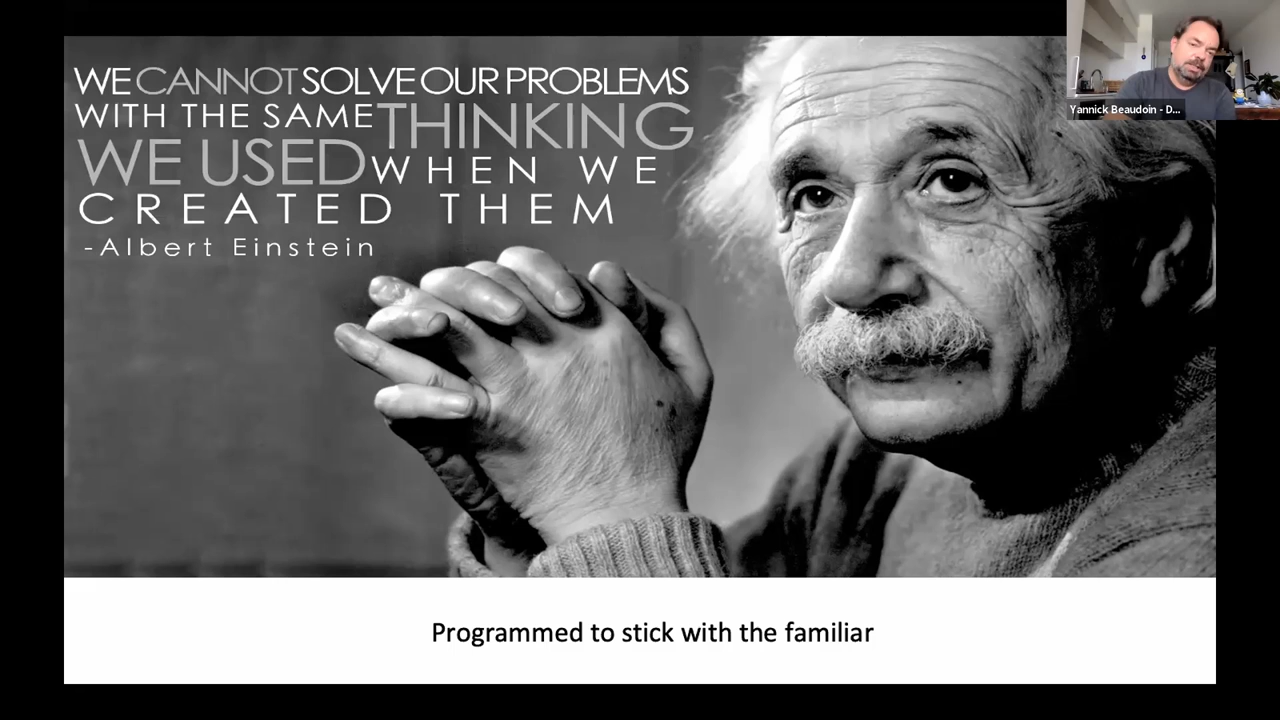 WE CANNOT SOLVE OUR PROBLEMS
WITH THE SAME THINKING
WE USED WHEN WE
CREATED THEM
-Albert Einstein
Yannick Beaudoin - D...
Programmed to stick with the familiar